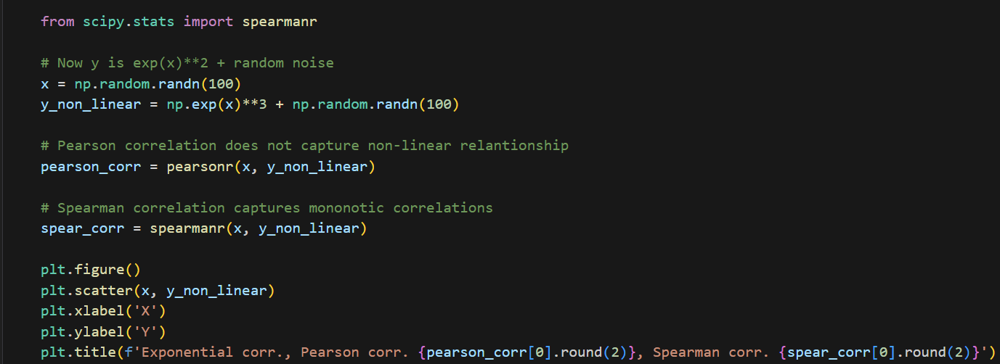 from scipy.stats import spearmanr
# Now y is exp(x)**2 + random noise
x = np.random.randn(100)
y_non_linear = np.exp(x)**3 + np.random.randn(100)
# Pearson correlation does not capture non-linear relantionship
pearson_corr = pearsonr(x, y_non_linear)
# Spearman correlation captures mononotic correlations
spear_corr = spearmanr(x, y_non_linear)
plt.figure()
plt.scatter(x, y_non_linear)
plt.xlabel('X')
plt.ylabel('Y')
plt.title(f'Exponential corr., Pearson corr. {pearson_corr[0].round(2)}, Spearman corr. {spear_corr[0].round(2)}')